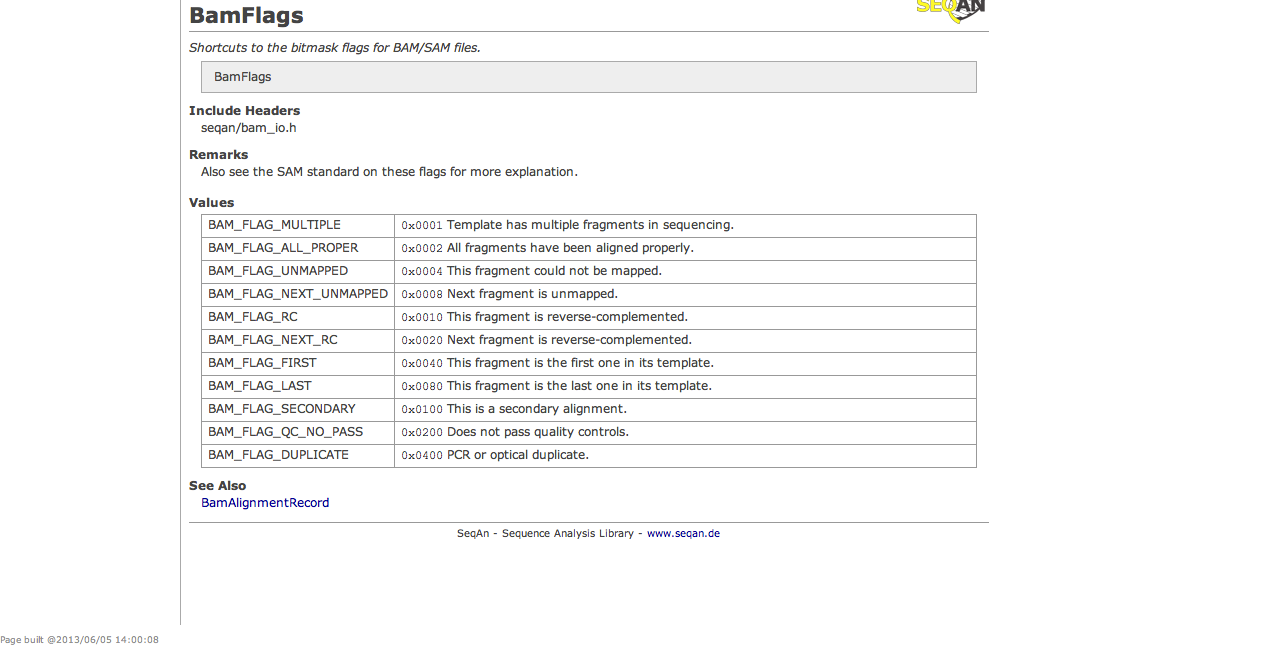 BamFlags
SEQAN
Shortcuts to the bitmask flags for BAM/SAM files.
BamFlags
Include Headers
seqan/bam_io.h
Remarks
Also see the SAM standard on these flags for more explanation.
Values
BAM_FLAG_MULTIPLE 0x0001 Template has multiple fragments in sequencing.
BAM_FLAG_ALL_PROPER 0x0002 All fragments have been aligned properly.
BAM_FLAG_UNMAPPED 0x0004 This fragment could not be mapped.
BAM_FLAG_NEXT_UNMAPPED 0x0008 Next fragment is unmapped.
BAM_FLAG_RC 0x0010 This fragment is reverse-complemented.
BAM_FLAG_NEXT_RC 0x0020 Next fragment is reverse-complemented.
BAM_FLAG_FIRST 0x0040 This fragment is the first one in its template.
BAM_FLAG_LAST 0x0080 This fragment is the last one in its template.
BAM_FLAG_SECONDARY 0x0100 This is a secondary alignment.
BAM_FLAG_QC_NO_PASS 0x0200 Does not pass quality controls.
BAM_FLAG_DUPLICATE 0x0400 PCR or optical duplicate.
See Also
BamAlignmentRecord
SeqAn - Sequence Analysis Library - www.seqan.de
Page built @2013/06/05 14:00:08